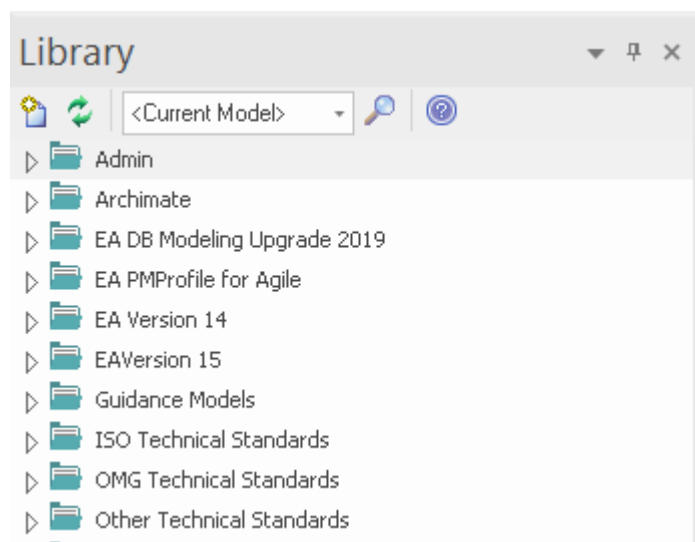 Library
<Current Model>
Admin
Archimate
EA DB Modeling Upgrade 2019
EA PMProfile for Agile
EA Version 14
EAVersion 15
Guidance Models
ISO Technical Standards
OMG Technical Standards
Other Technical Standards